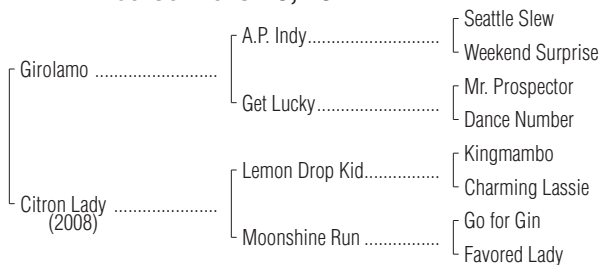 Seattle Slew
A.P. Indy........................................
Weekend Surprise
Girolamo .....................................
Mr. Prospector
Get Lucky.....................................
Dance Number
Kingmambo
Lemon Drop Kid.......................
Charming Lassie
Citron Lady ................................
(2008)
Go for Gin
Moonshine Run .......................
Favored Lady